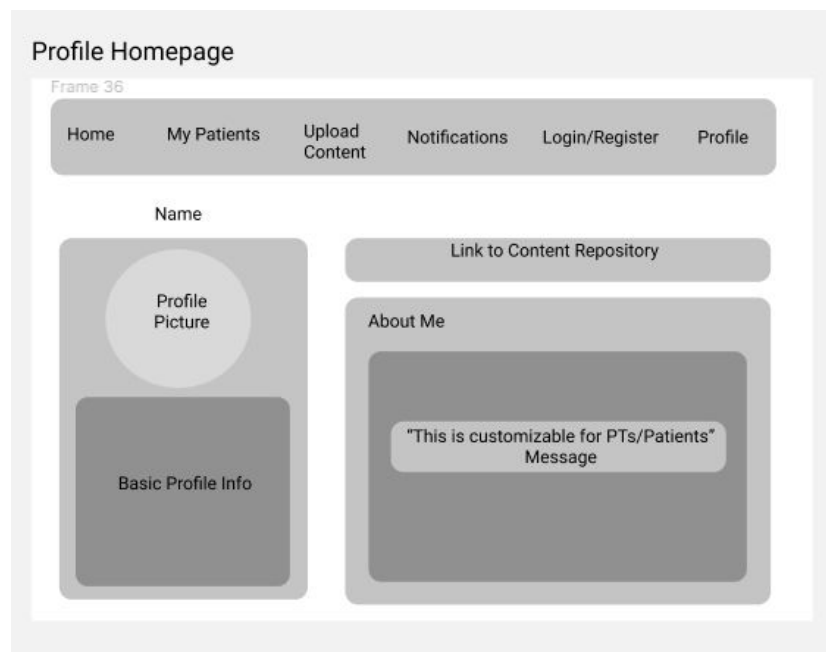 Profile Homepage
Frame 36
Home
My Patients
Upload
Content
Notifications
Login/Register
Profile
Name
Profile
Picture
Basic Profile Info
Link to Content Repository
About Me
“This is customizable for PTs/Patients”
Message